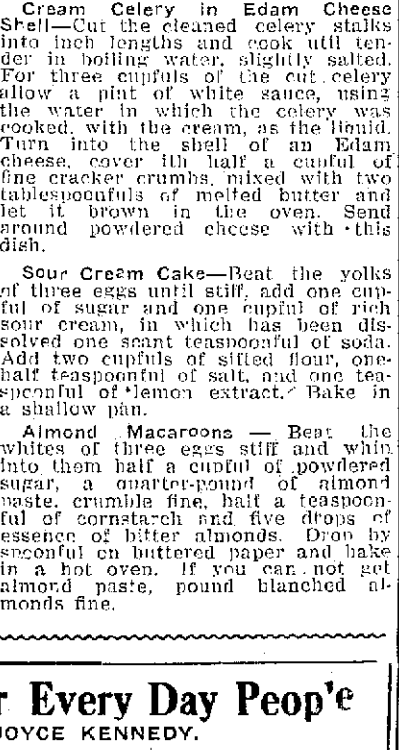 Cream Celery in Edam Cheese
Shell—Cut the cleaned celery stalks
into inch lengths and cook util ten-
der in boiling water, slightly salted.
For three cupfuls of the cut celery
allow a pint of white sauce, using
the water in which the celery was
cooked, with the cream, as the liquid.
Turn into the shell of an Edam
cheese, cover ith half a cupful of
fine cracker crumbs, mixed with two
tablespoonfuls of melted butter and
let it brown in the oven. Send
around powdered cheese with this
dish.
Sour Cream Cake—Beat the yolks
of three eggs until stiff, add one cup-
ful of sugar and one cupful of rich
sour cream, in which has been dis-
solved one scant teaspoonful of soda.
Add two cupfuls of sifted flour, one-
half teaspoonful of salt, and one tea-
spoonful of lemon extract. Bake in
a shallow pan.
Almond Macaroons — Beat the
whites of three eggs stiff and whip
into them half a cupful of powdered
sugar, a quarter-pound of almond
paste, crumble fine, half a teaspoon-
ful of cornstarch and five drops of
essence of bitter almonds. Drop by
spoonful on buttered paper and bake
in a hot oven. If you can not get
almond paste, pound blanched al-
monds fine.
r Every Day Peop'e
JOYCE KENNEDY.